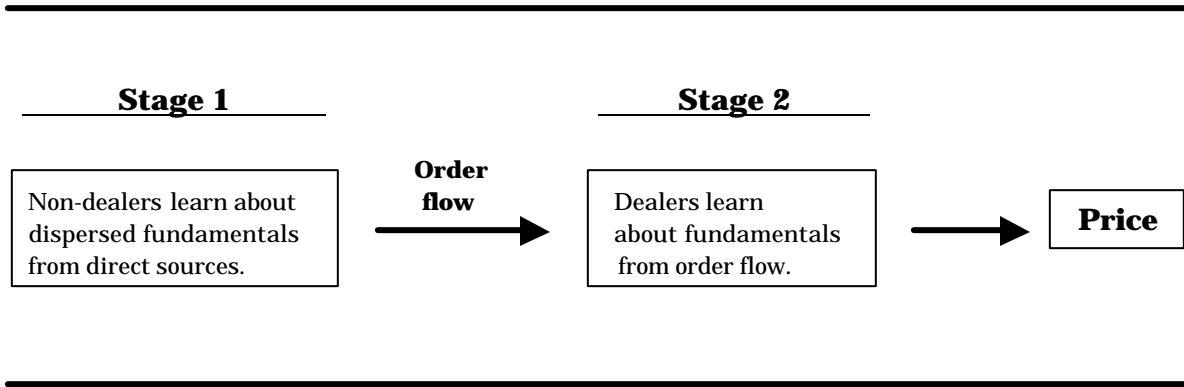 Stage 1
Stage 2
Order
flow
Non-dealers learn about
dispersed fundamentals
from direct sources.
Dealers learn
about fundamentals
from order flow.
Price